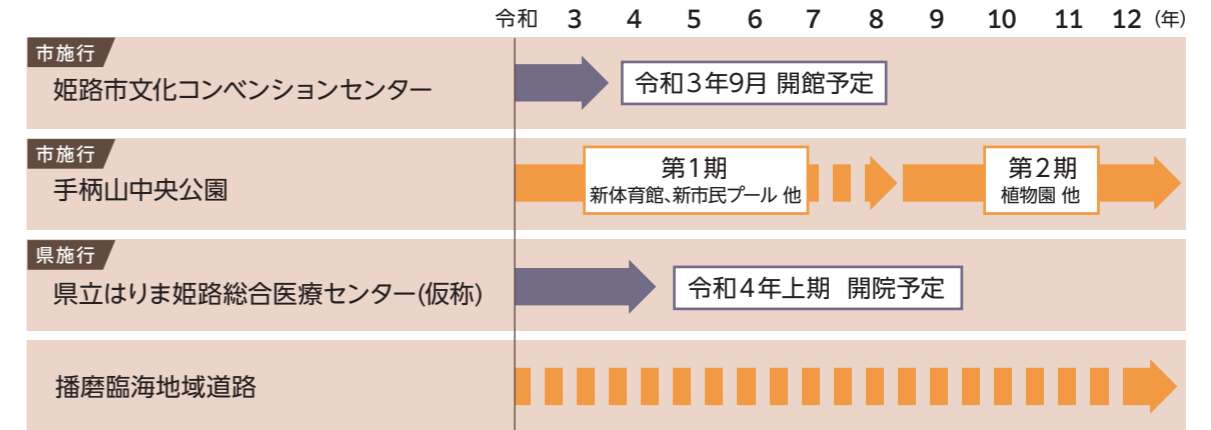 令和 3 4 5 6 7 8 9 10 11 12 (年)
市施行
姫路市文化コンベンションセンター
令和3年9月 開館予定
市施行
手柄山中央公園
第1期
新体育館、新市民プール 他
第2期
植物園 他
県施行
県立はりま姫路総合医療センター(仮称)
令和4年上期 開院予定
播磨臨海地域道路